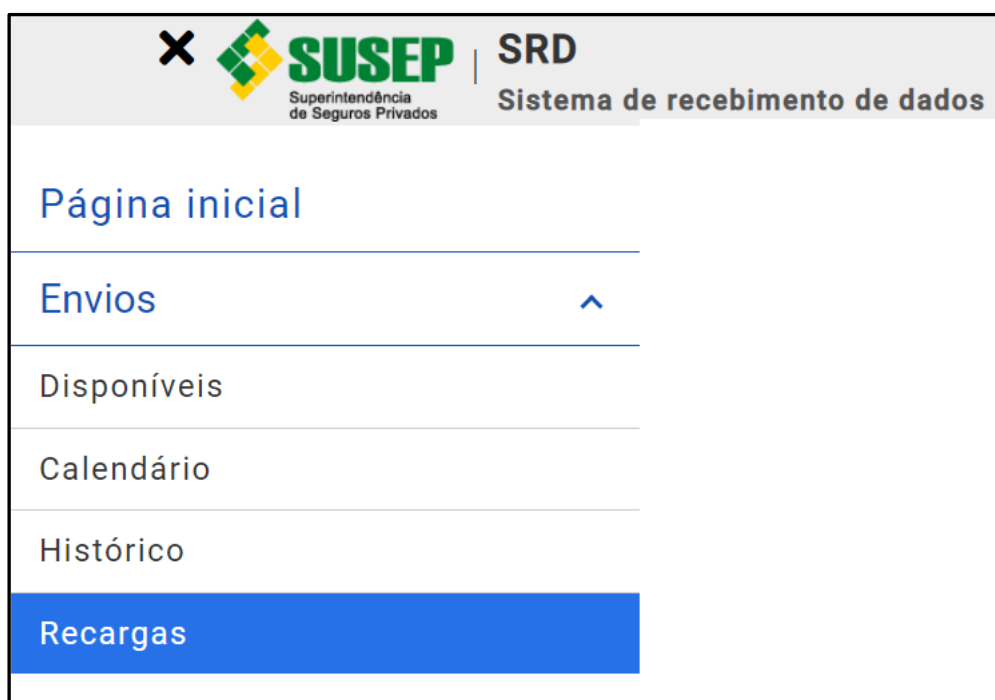 SUSEP
Superintendência
de Seguros Privados
SRD
Sistema de recebimento de dados
Página inicial
Envios
Disponíveis
Calendário
Histórico
Recargas